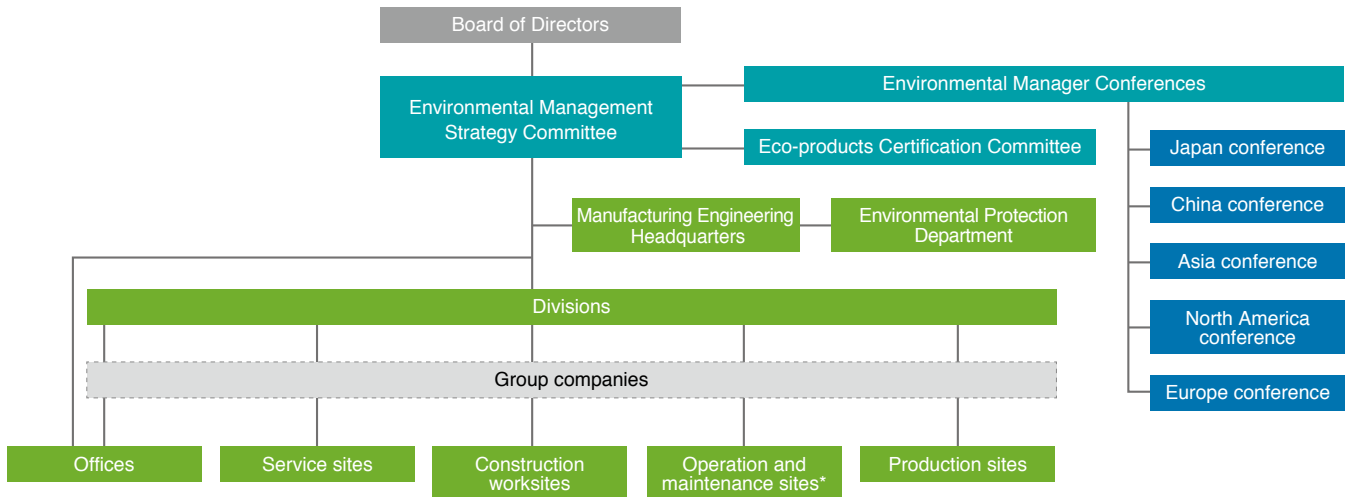 Board of Directors
Environmental Management
Strategy Committee
Environmental Manager Conferences
Eco-products Certification Committee
Japan conference
China conference
Asia conference
North America
conference
Europe conference
Manufacturing Engineering
Headquarters
Environmental Protection
Department
Divisions
Group companies
Offices
Service sites
Construction
worksites
Operation and
maintenance sites*
Production sites